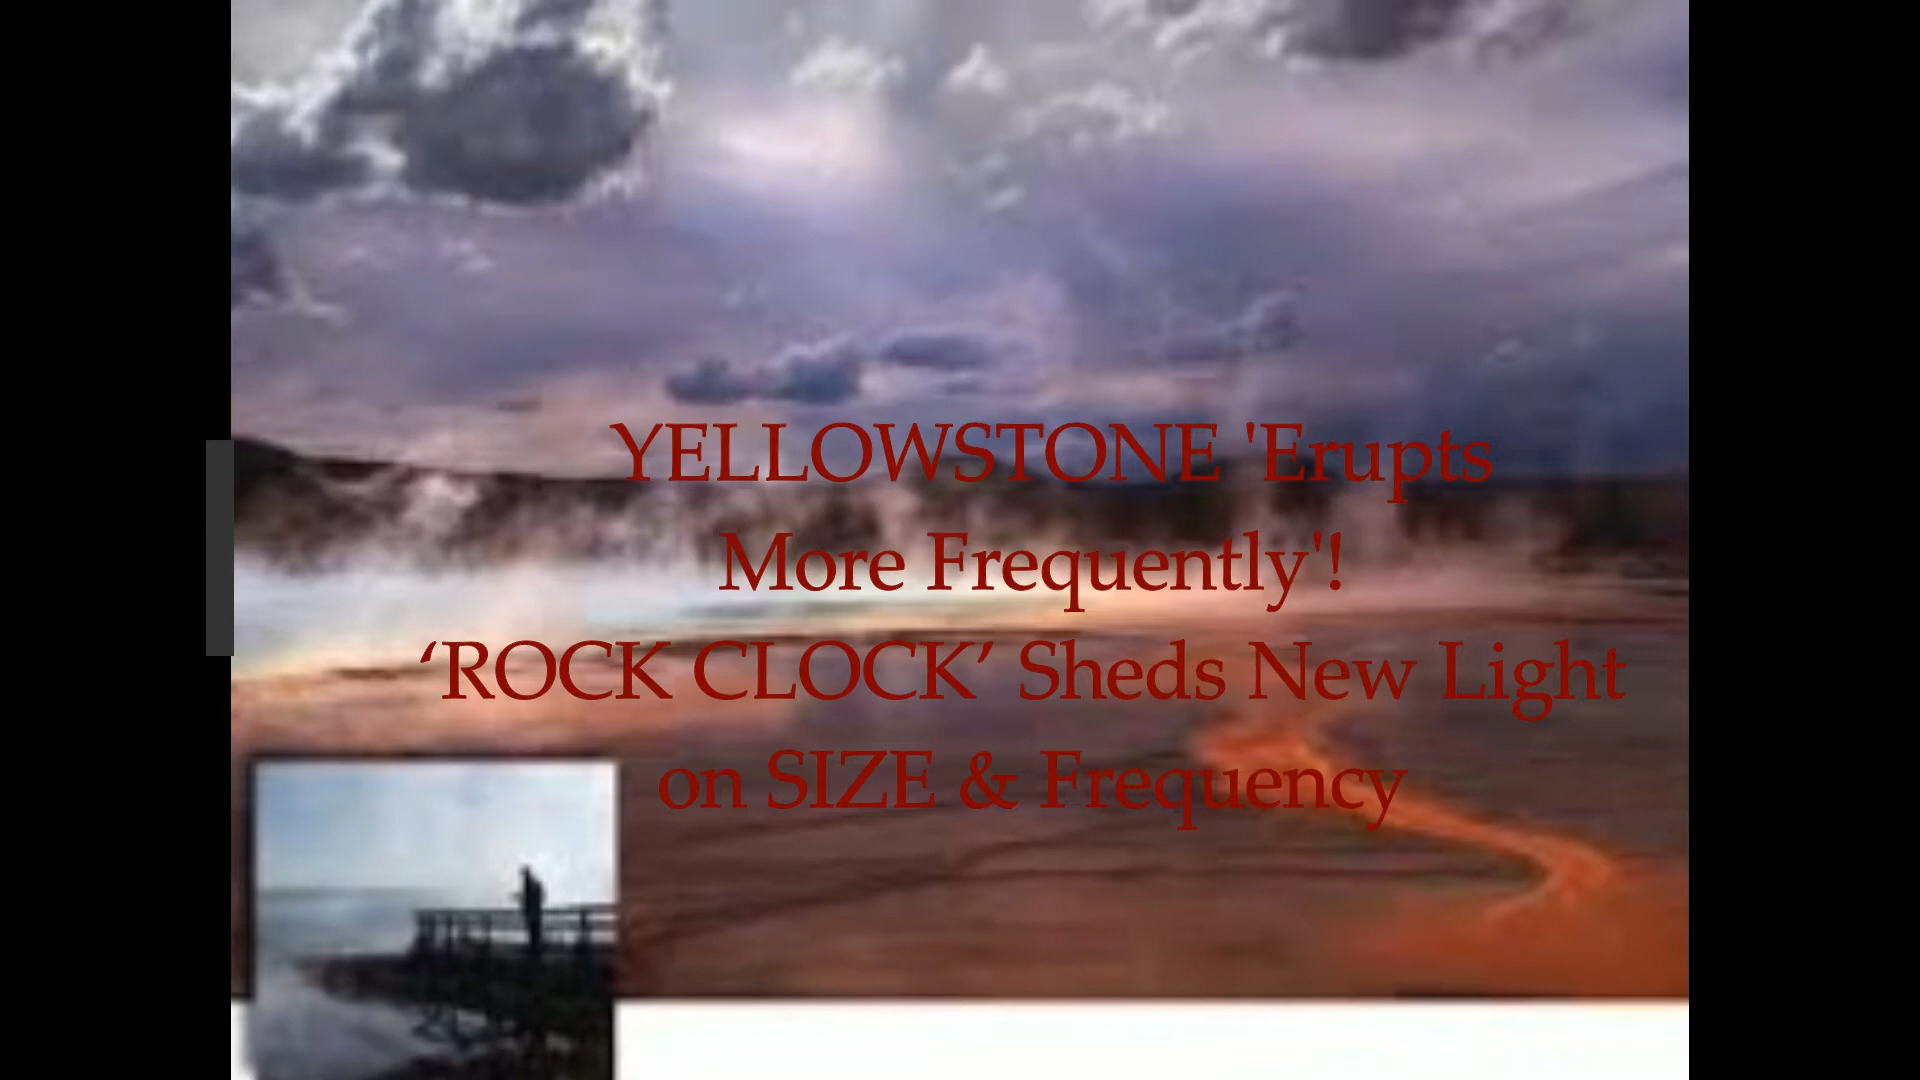 YELLOWSTONE 'Erupts
More Frequently'!
‘ROCK CLOCK’ Sheds New Light
on SIZE & Frequency